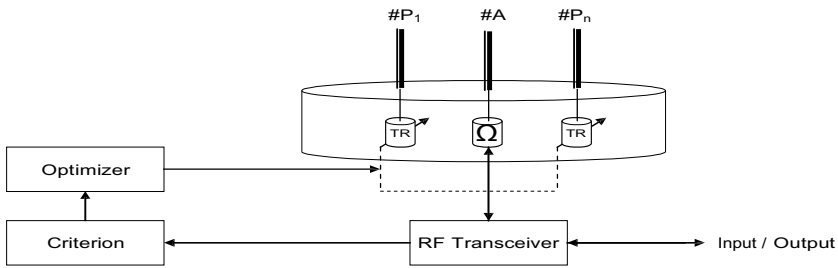 #P₁ #A #Pₙ
TR Ω TR
Optimizer
Criterion RF Transceiver Input / Output